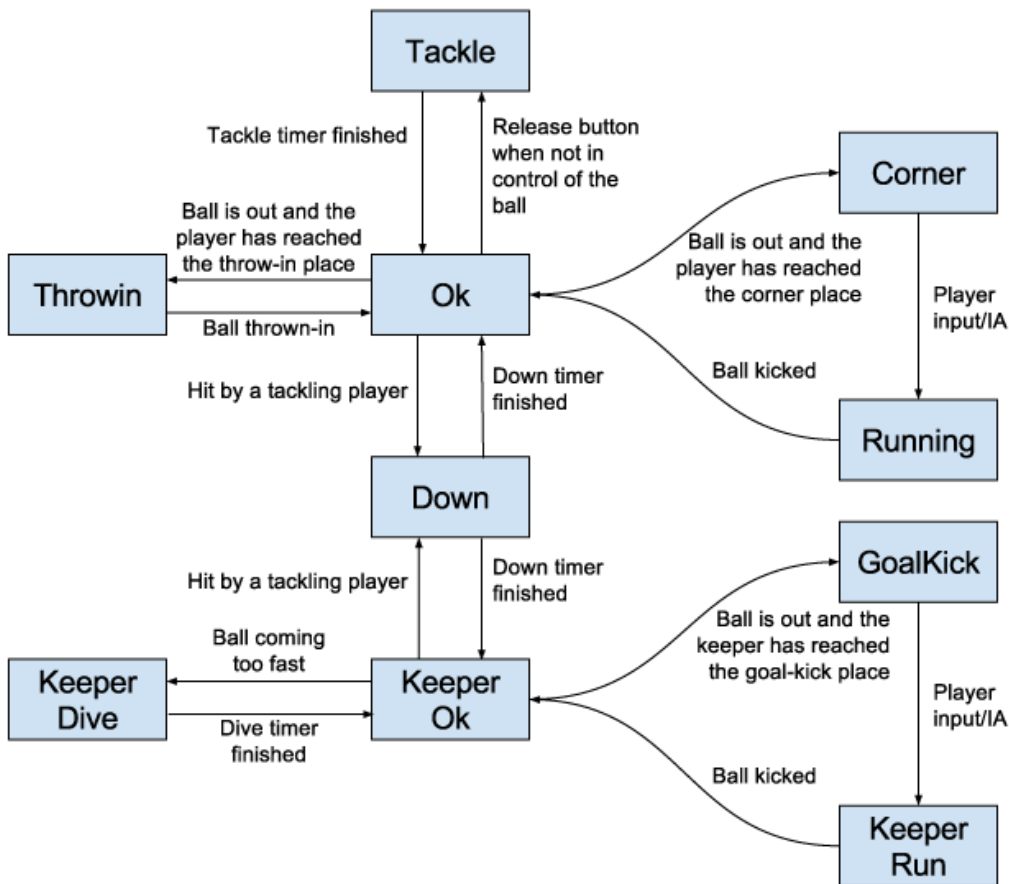 Tackle
Tackle timer finished
Release button
when not in
control of the
ball
Corner
Ball is out and the
player has reached
the throw-in place
Ball is out and the
player has reached
the corner place
Throwin
Ok
Ball thrown-in
Player
input/IA
Hit by a tackling player
Down timer
finished
Ball kicked
Running
Down
Hit by a tackling player
Down timer
finished
GoalKick
Ball is out and the
keeper has reached
the goal-kick place
Ball coming
too fast
Keeper
Dive
Keeper
Ok
Dive timer
finished
Player
input/IA
Ball kicked
Keeper
Run